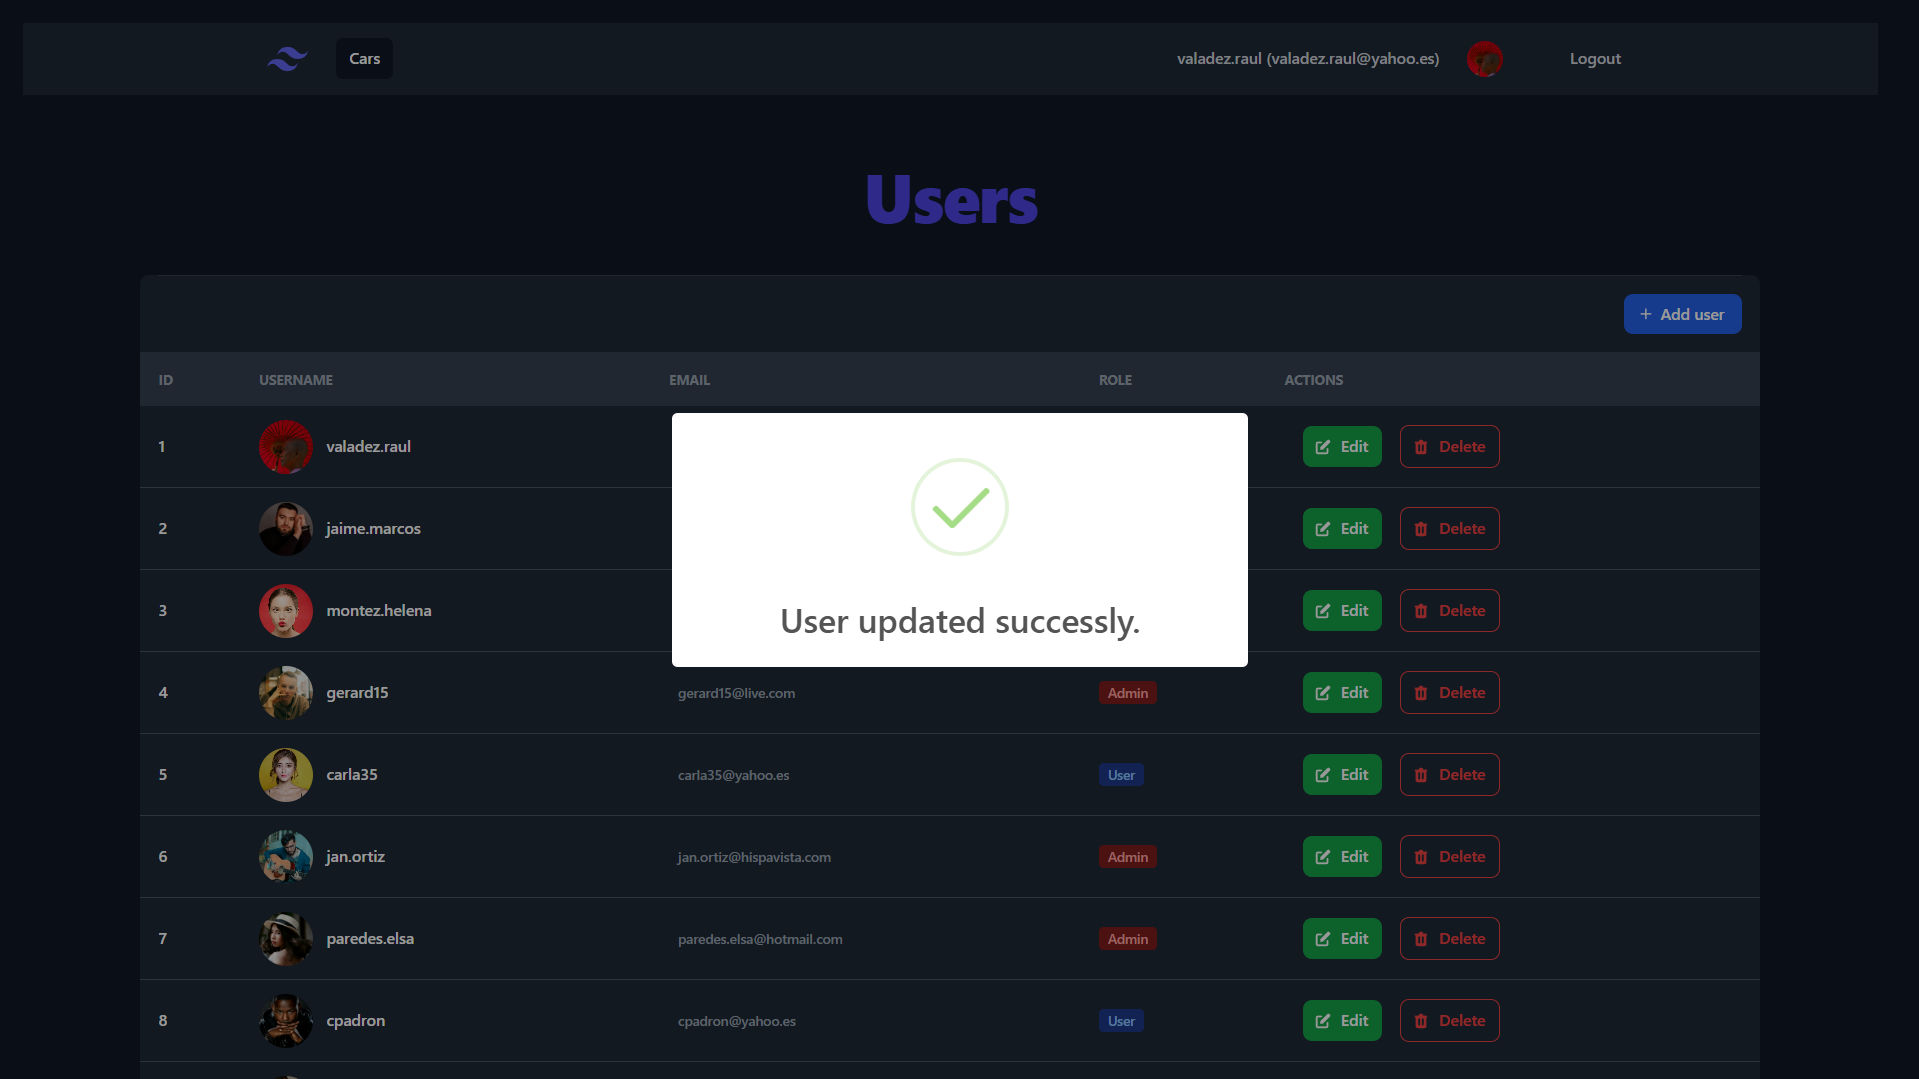 Cars valadez.raul (valadez.raul@yahoo.es) Logout
Users
+ Add user
ID USERNAME EMAIL ROLE ACTIONS
1 valadez.raul Edit Delete
2 jaime.marcos Edit Delete
3 montez.helena Edit Delete
User updated successly.
4 gerard15 gerard15@live.com Admin Edit Delete
5 carla35 carla35@yahoo.es User Edit Delete
6 jan.ortiz jan.ortiz@hispavista.com Admin Edit Delete
7 paredes.elsa paredes.elsa@hotmail.com Admin Edit Delete
8 cpadron cpadron@yahoo.es User Edit Delete